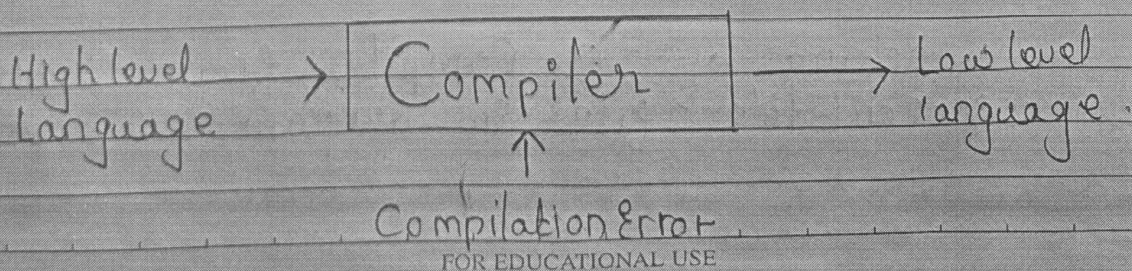 High level
Language
Compiler
Low level
language.
Compilation Error
FOR EDUCATIONAL USE